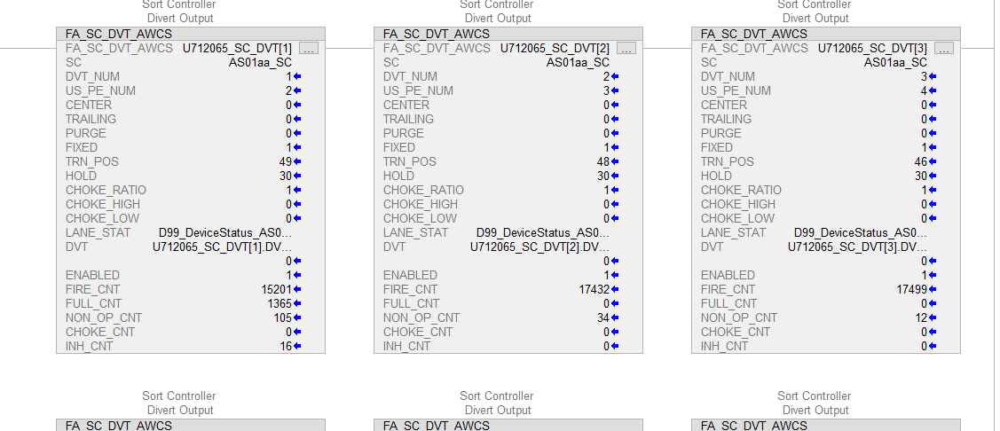 Sort Controller Sort Controller Sort Controller
Divert Output Divert Output Divert Output
FA_SC_DVT_AWCS FA_SC_DVT_AWCS FA_SC_DVT_AWCS
FA_SC_DVT_AWCS U712065_SC_DVT[1] ... FA_SC_DVT_AWCS U712065_SC_DVT[2] ... FA_SC_DVT_AWCS U712065_SC_DVT[3] ...
SC AS01aa_SC SC AS01aa_SC SC AS01aa_SC
DVT_NUM 1 DVT_NUM 2 DVT_NUM 3
US_PE_NUM 2 US_PE_NUM 3 US_PE_NUM 4
CENTER 0 CENTER 0 CENTER 0
TRAILING 0 TRAILING 0 TRAILING 0
PURGE 0 PURGE 0 PURGE 0
FIXED 1 FIXED 1 FIXED 1
TRN_POS 49 TRN_POS 48 TRN_POS 46
HOLD 30 HOLD 30 HOLD 30
CHOKE_RATIO 1 CHOKE_RATIO 1 CHOKE_RATIO 1
CHOKE_HIGH 0 CHOKE_HIGH 0 CHOKE_HIGH 0
CHOKE_LOW 0 CHOKE_LOW 0 CHOKE_LOW 0
LANE_STAT D99_DeviceStatus_AS0... LANE_STAT D99_DeviceStatus_AS0... LANE_STAT D99_DeviceStatus_AS0...
DVT U712065_SC_DVT[1].DV... DVT U712065_SC_DVT[2].DV... DVT U712065_SC_DVT[3].DV...
0 0 0
ENABLED 1 ENABLED 1 ENABLED 1
FIRE_CNT 15201 FIRE_CNT 17432 FIRE_CNT 17499
FULL_CNT 1365 FULL_CNT 0 FULL_CNT 0
NON_OP_CNT 105 NON_OP_CNT 34 NON_OP_CNT 12
CHOKE_CNT 0 CHOKE_CNT 0 CHOKE_CNT 0
INH_CNT 16 INH_CNT 0 INH_CNT 0
Sort Controller Sort Controller Sort Controller
Divert Output Divert Output Divert Output
FA_SC_DVT_AWCS FA_SC_DVT_AWCS FA_SC_DVT_AWCS